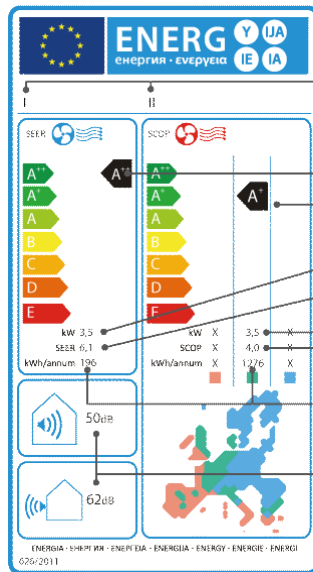 ENERG Y IJA
енергия · ενεργεια IE IA
I II
SEER
SCOP
A++ A++
A+ A+
A A
B B
C C
D D
E E
A++
A+
kW 3,5
SEER 6,1
kWh/annum 196
kW X 3,5 X
SCOP X 4,0 X
kWh/annum X 1276 X
50dB
62dB
ENERGIA · ЕНЕРГИЯ · ΕΝΕΡΓΕΙΑ · ENERGIJA · ENERGY · ENERGIE · ENERGI
626/2011